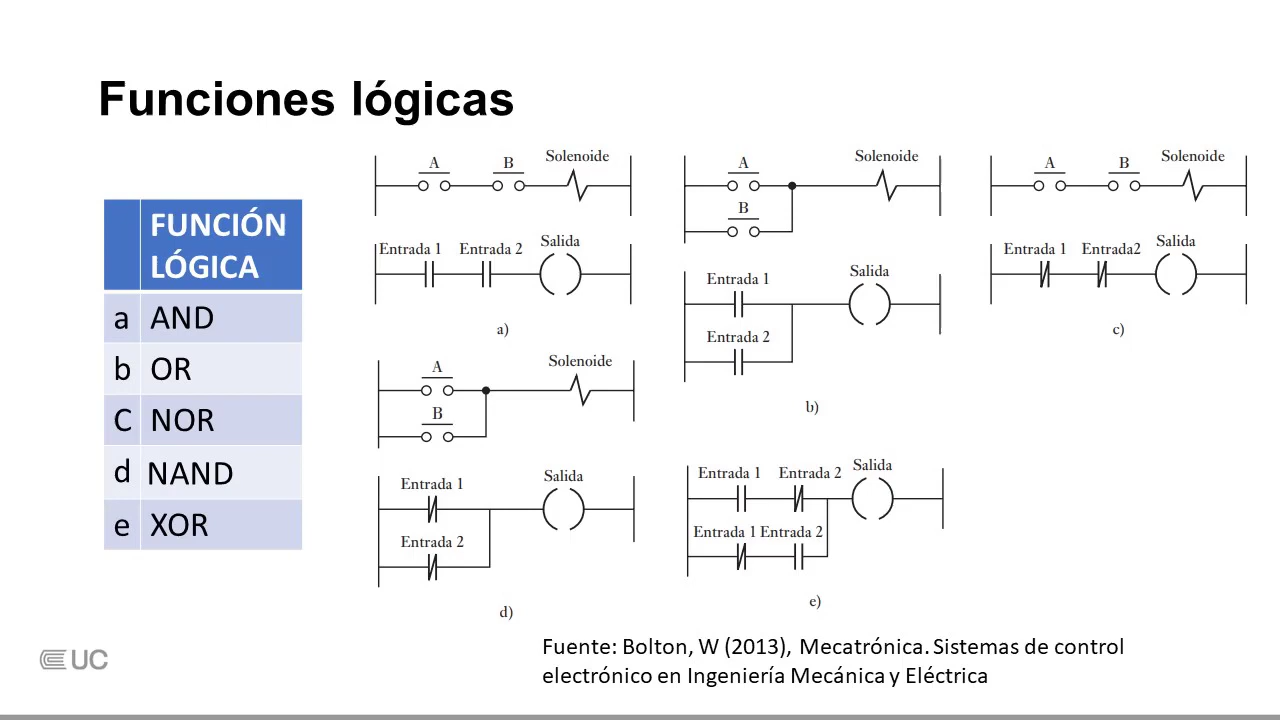 Funciones lógicas
FUNCIÓN
LÓGICA
a AND
b OR
C NOR
d NAND
e XOR
A B Solenoide
Entrada 1 Entrada 2 Salida
a)
A Solenoide
B
Entrada 1 Salida
Entrada 2
b)
A B Solenoide
Entrada 1 Entrada2 Salida
c)
A Solenoide
B
Entrada 1 Salida
Entrada 2
d)
Entrada 1 Entrada 2 Salida
Entrada 1 Entrada 2
e)
Fuente: Bolton, W (2013), Mecatrónica. Sistemas de control
electrónico en Ingeniería Mecánica y Eléctrica
UC